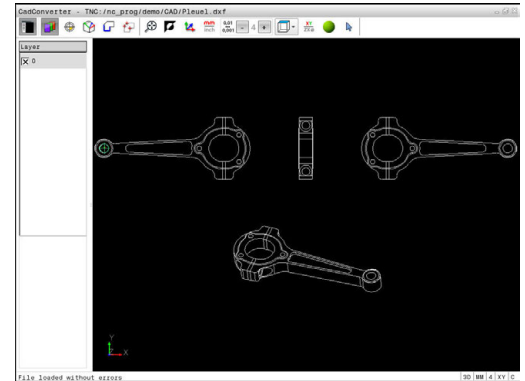 CadConverter - TNC:/nc_prog/demo/CAD/Pleuel.dxf
mm
inch
0,01
0,001
4
XY
ZXØ
Layer
0
Y
Z
X
File loaded without errors
3D MM 4 XY C